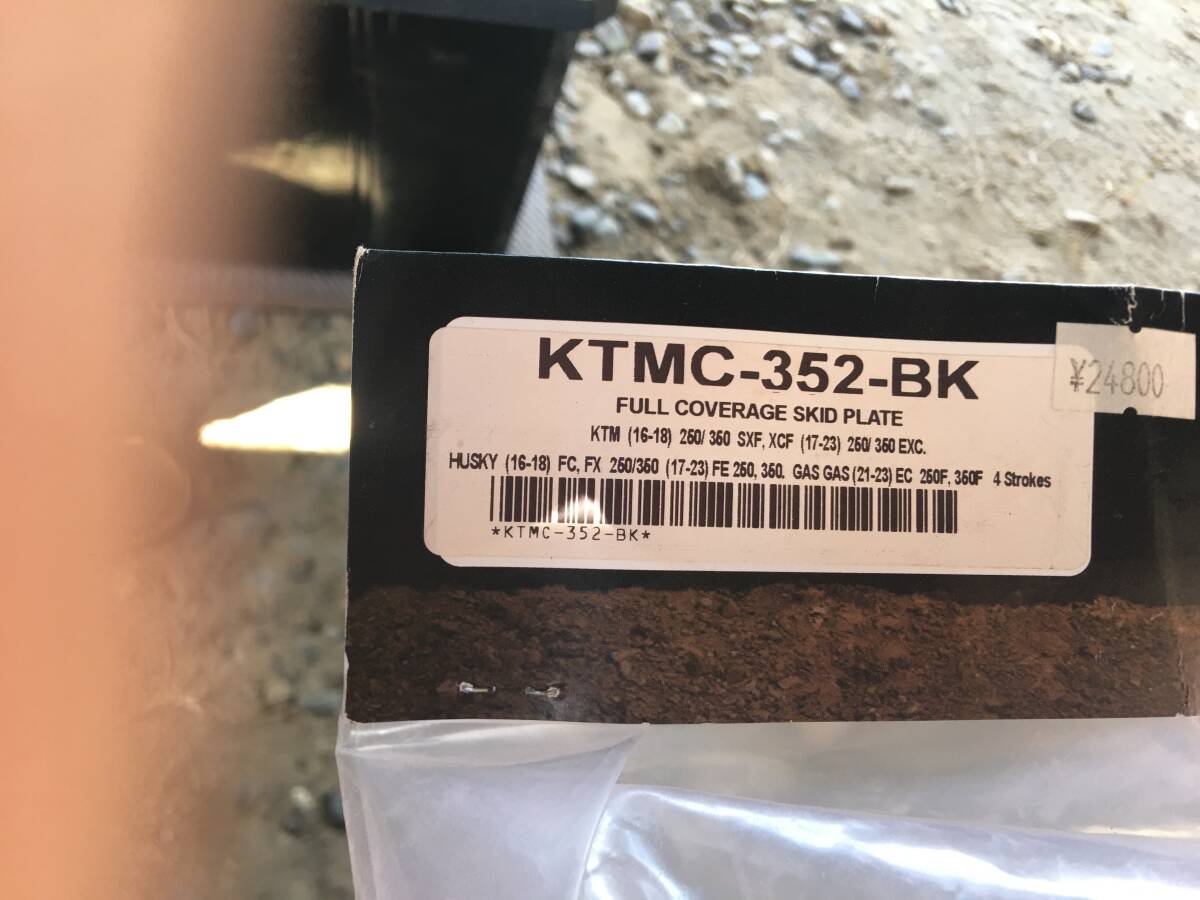 KTMC-352-BK
¥24800
FULL COVERAGE SKID PLATE
KTM (16-18) 250/ 350 SXF, XCF (17-23) 250/ 350 EXC.
HUSKY (16-18) FC, FX 250/350 (17-23) FE 250, 350. GAS GAS (21-23) EC 250F, 350F 4 Strokes
*KTMC-352-BK*